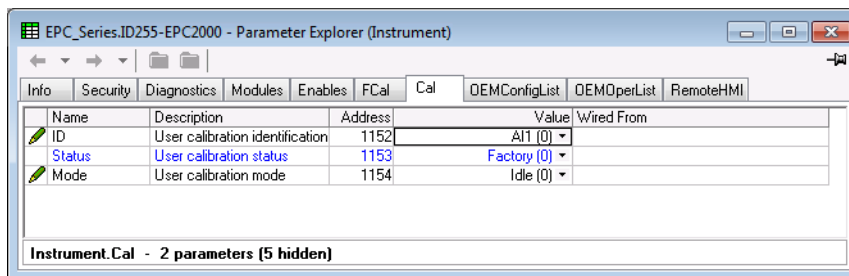 EPC_Series.ID255-EPC2000 - Parameter Explorer (Instrument)
Info Security Diagnostics Modules Enables FCal Cal OEMConfigList OEMOperList RemoteHMI
Name Description Address Value Wired From
ID User calibration identification 1152 AI1 (0)
Status User calibration status 1153 Factory (0)
Mode User calibration mode 1154 Idle (0)
Instrument.Cal - 2 parameters (5 hidden)